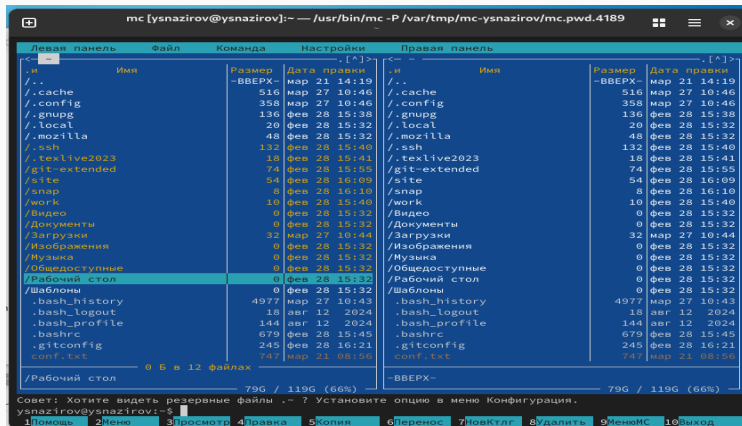 mc [ysnazirov@ysnazirov]:~ — /usr/bin/mc -P /var/tmp/mc-ysnazirov/mc.pwd.4189
~
Левая панель Файл Команда Настройки Правая панель
<— ~ .[^]> <— ~ .[^]>
.и Имя Размер Дата правки .и Имя Размер Дата правки
/.. -ВВЕРХ- мар 21 14:19 /.. -ВВЕРХ- мар 21 14:19
/.cache 516 мар 27 10:46 /.cache 516 мар 27 10:46
/.config 358 мар 27 10:46 /.config 358 мар 27 10:46
/.gnupg 136 фев 28 15:38 /.gnupg 136 фев 28 15:38
/.local 20 фев 28 15:32 /.local 20 фев 28 15:32
/.mozilla 48 фев 28 15:32 /.mozilla 48 фев 28 15:32
/.ssh 132 фев 28 15:40 /.ssh 132 фев 28 15:40
/.texlive2023 18 фев 28 15:41 /.texlive2023 18 фев 28 15:41
/git-extended 74 фев 28 15:55 /git-extended 74 фев 28 15:55
/site 54 фев 28 16:09 /site 54 фев 28 16:09
/snap 8 фев 28 16:10 /snap 8 фев 28 16:10
/work 10 фев 28 15:40 /work 10 фев 28 15:40
/Видео 0 фев 28 15:32 /Видео 0 фев 28 15:32
/Документы 0 фев 28 15:32 /Документы 0 фев 28 15:32
/Загрузки 32 мар 27 10:44 /Загрузки 32 мар 27 10:44
/Изображения 0 фев 28 15:32 /Изображения 0 фев 28 15:32
/Музыка 0 фев 28 15:32 /Музыка 0 фев 28 15:32
/Общедоступные 0 фев 28 15:32 /Общедоступные 0 фев 28 15:32
/Рабочий стол 0 фев 28 15:32 /Рабочий стол 0 фев 28 15:32
/Шаблоны 0 фев 28 15:32 /Шаблоны 0 фев 28 15:32
.bash_history 4977 мар 27 10:43 .bash_history 4977 мар 27 10:43
.bash_logout 18 авг 12 2024 .bash_logout 18 авг 12 2024
.bash_profile 144 авг 12 2024 .bash_profile 144 авг 12 2024
.bashrc 679 фев 28 15:45 .bashrc 679 фев 28 15:45
.gitconfig 245 фев 28 16:21 .gitconfig 245 фев 28 16:21
conf.txt 747 мар 21 08:56 conf.txt 747 мар 21 08:56
0 Б в 12 файлах
/Рабочий стол -ВВЕРХ-
79G / 119G (66%) 79G / 119G (66%)
Совет: Хотите видеть резервные файлы .~ ? Установите опцию в меню Конфигурация.
ysnazirov@ysnazirov:~$
1Помощь 2Меню 3Просмотр 4Правка 5Копия 6Перенос 7НовКтлг 8Удалить 9МенюMC 10Выход